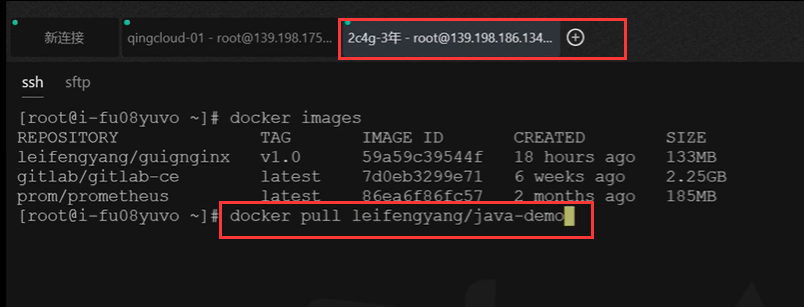 新连接 qingcloud-01 - root@139.198.175... 2c4g-3年 - root@139.198.186.134...
ssh sftp
[root@i-fu08yuvo ~]# docker images
REPOSITORY TAG IMAGE ID CREATED SIZE
leifengyang/guignginx v1.0 59a59c39544f 18 hours ago 133MB
gitlab/gitlab-ce latest 7d0eb3299e71 6 weeks ago 2.25GB
prom/prometheus latest 86ea6f86fc57 2 months ago 185MB
[root@i-fu08yuvo ~]# docker pull leifengyang/java-demo